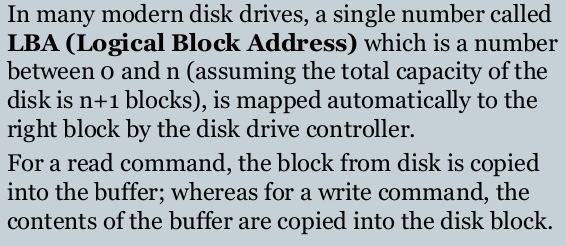 In many modern disk drives, a single number called
LBA (Logical Block Address) which is a number
between 0 and n (assuming the total capacity of the
disk is n+1 blocks), is mapped automatically to the
right block by the disk drive controller.
For a read command, the block from disk is copied
into the buffer; whereas for a write command, the
contents of the buffer are copied into the disk block.